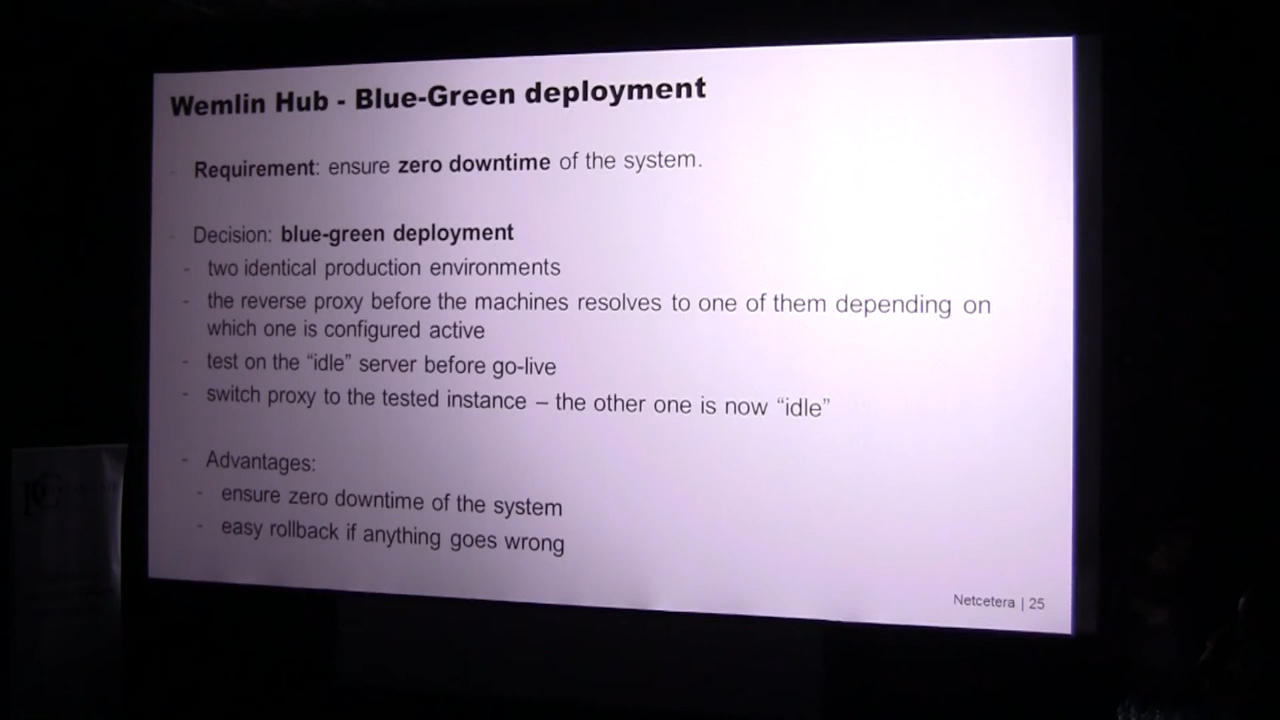 Wemlin Hub - Blue-Green deployment
- Requirement: ensure zero downtime of the system.
- Decision: blue-green deployment
- two identical production environments
- the reverse proxy before the machines resolves to one of them depending on
which one is configured active
- test on the “idle” server before go-live
- switch proxy to the tested instance – the other one is now “idle”
- Advantages:
- ensure zero downtime of the system
- easy rollback if anything goes wrong
Netcetera | 25